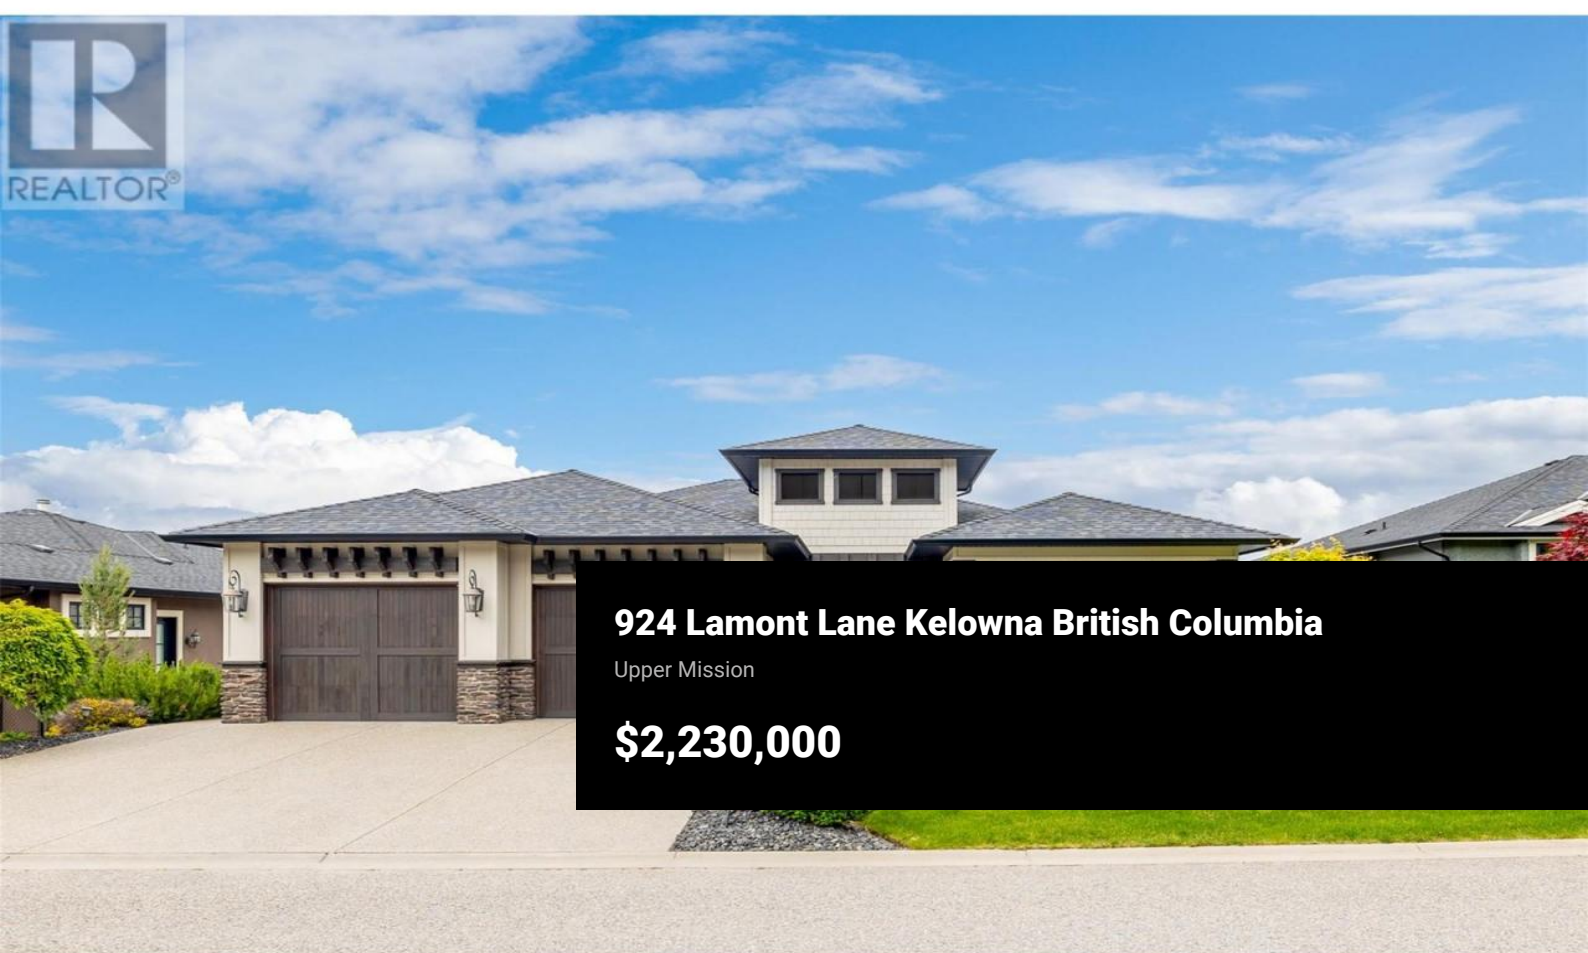 R
REALTOR®
924 Lamont Lane Kelowna British Columbia
Upper Mission
$2,230,000